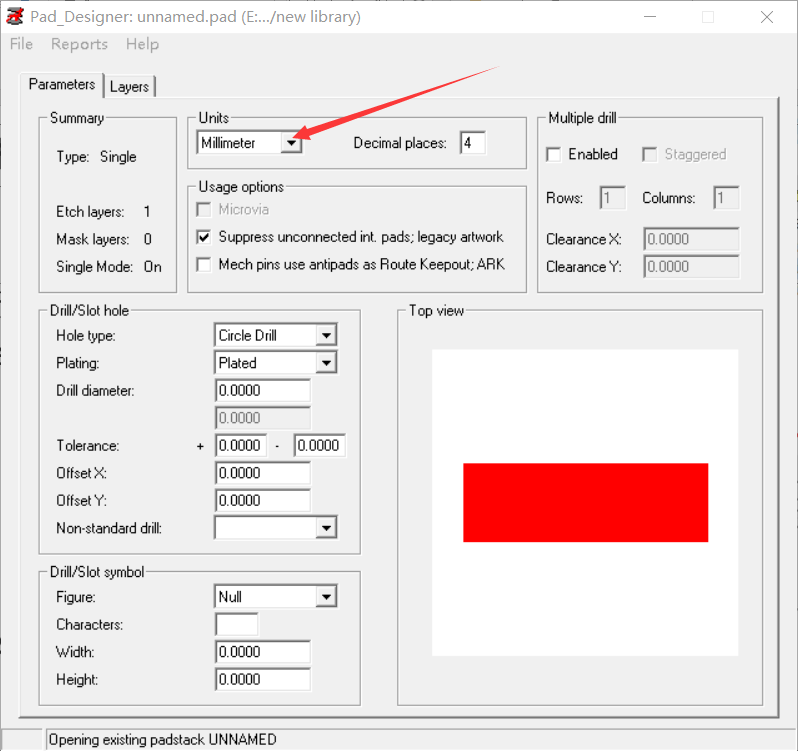 Pad_Designer: unnamed.pad (E:.../new library)
File Reports Help
Parameters Layers
Summary
Type: Single
Etch layers: 1
Mask layers: 0
Single Mode: On
Units
Millimeter Decimal places: 4
Usage options
Microvia
Suppress unconnected int. pads; legacy artwork
Mech pins use antipads as Route Keepout; ARK
Multiple drill
Enabled Staggered
Rows: 1 Columns: 1
Clearance X: 0.0000
Clearance Y: 0.0000
Drill/Slot hole
Hole type: Circle Drill
Plating: Plated
Drill diameter: 0.0000
0.0000
Tolerance: + 0.0000 - 0.0000
Offset X: 0.0000
Offset Y: 0.0000
Non-standard drill:
Drill/Slot symbol
Figure: Null
Characters:
Width: 0.0000
Height: 0.0000
Top view
Opening existing padstack UNNAMED